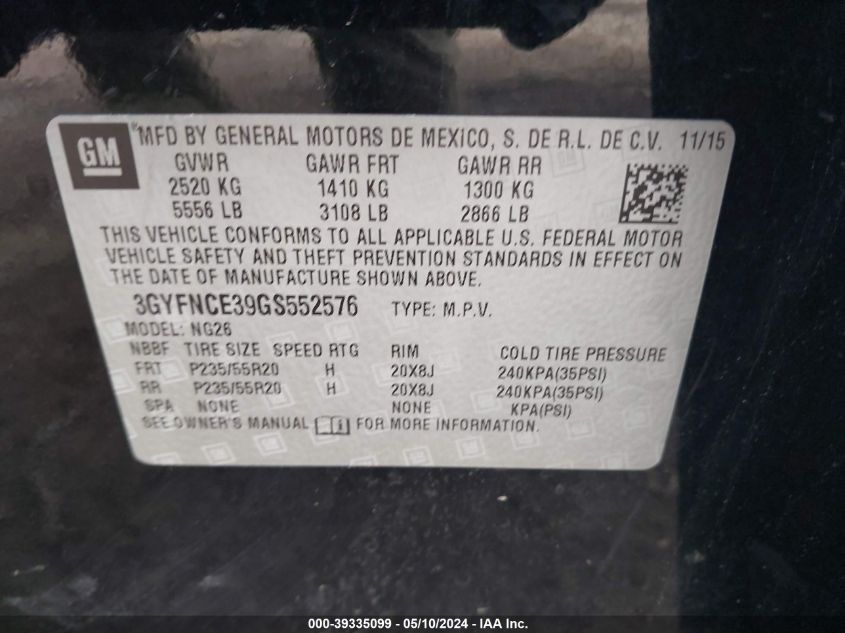 GM ®MFD BY GENERAL MOTORS DE MEXICO, S. DE R.L. DE C.V. 11/15
GVWR GAWR FRT GAWR RR
2520 KG 1410 KG 1300 KG
5556 LB 3108 LB 2866 LB
THIS VEHICLE CONFORMS TO ALL APPLICABLE U.S. FEDERAL MOTOR
VEHICLE SAFETY AND THEFT PREVENTION STANDARDS IN EFFECT ON
THE DATE OF MANUFACTURE SHOWN ABOVE.
3GYFNCE39GS552576 TYPE: M.P.V.
MODEL: NG26
NBBF TIRE SIZE SPEED RTG RIM COLD TIRE PRESSURE
FRT P235/55R20 H 20X8J 240KPA(35PSI)
RR P235/55R20 H 20X8J 240KPA(35PSI)
SPA NONE NONE KPA(PSI)
SEE OWNER'S MANUAL i FOR MORE INFORMATION.
000-39335099 — 05/10/2024 — IAA Inc.